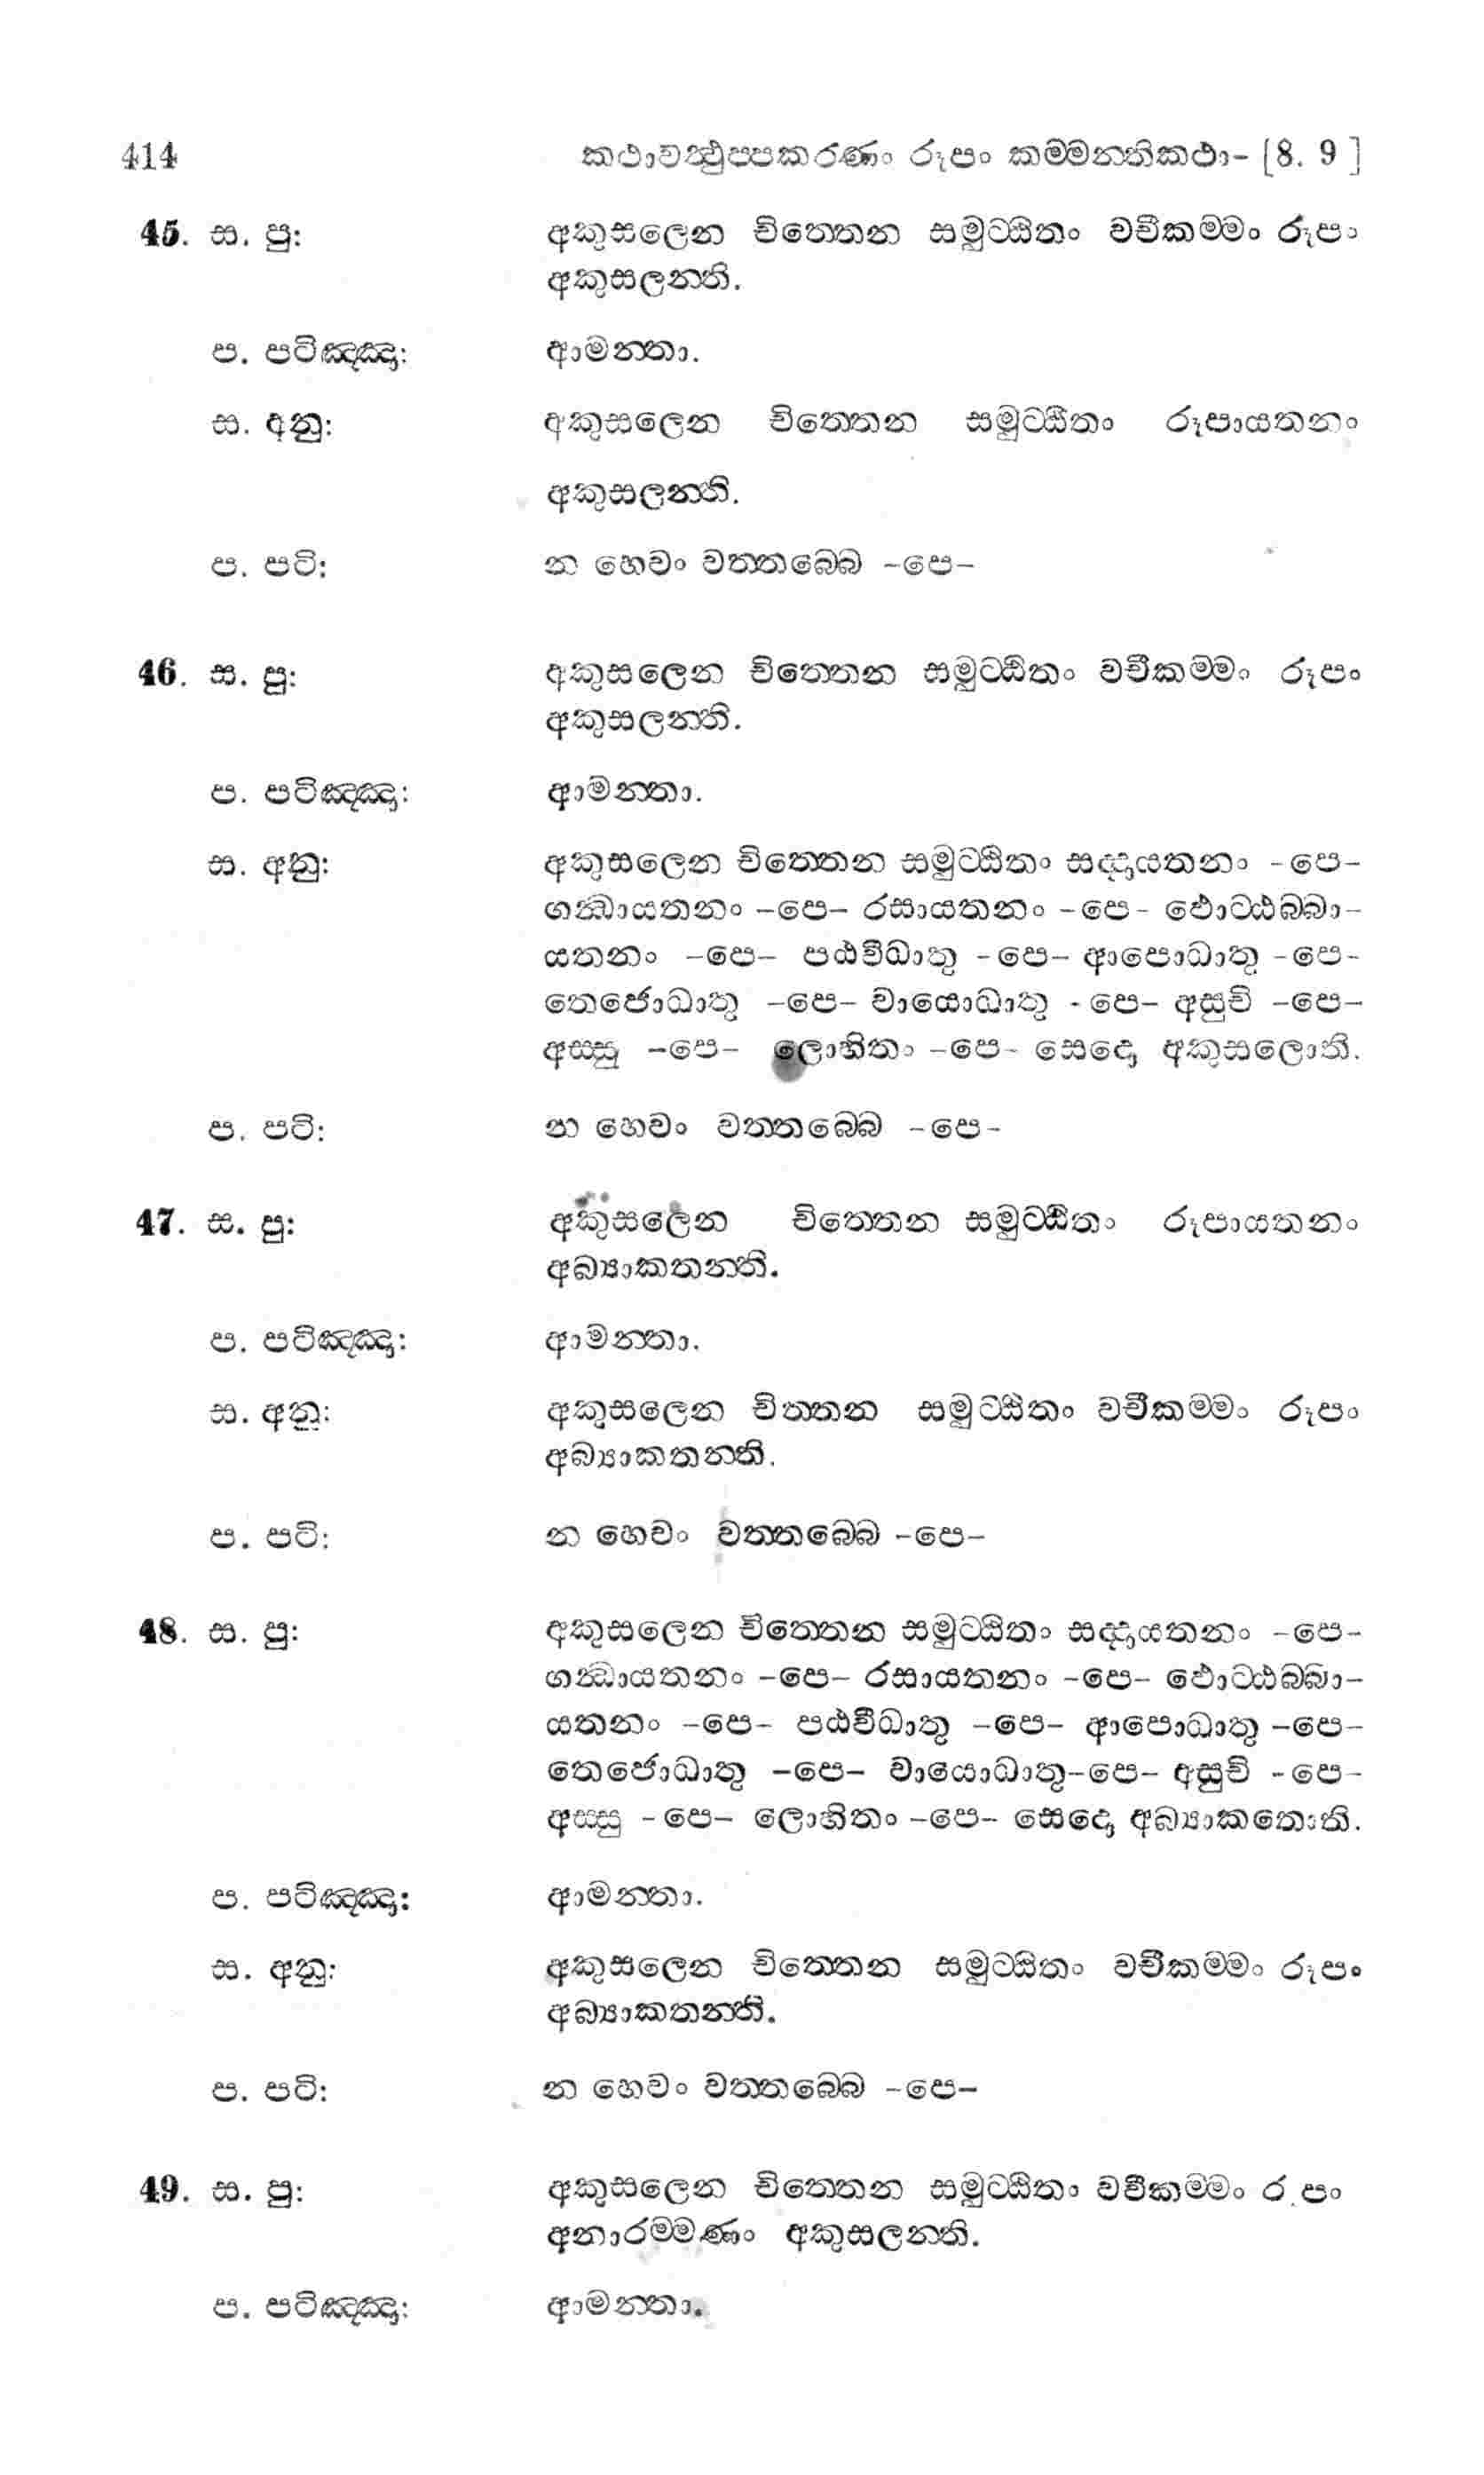 414 කථාවත්‍ථුප්පකරණං රූපං කම්මන්තිකථා- [8. 9 ]
45. ස. පු: අකුසලෙන චිත්තෙන සමුට්ඨිතං වචීකම්මං රූපං
අකුසලන්ති.
ප. පටිඤ්ඤා: ආමන්තා.
ස. අනු: අකුසලෙන චිත්තෙන සමුට්ඨිතං රූපායතනං
අකුසලන්ති.
ප. පටි: න හෙවං වත්තබ්බෙ -පෙ-
46. ස. පු: අකුසලෙන චිත්තෙන සමුට්ඨිතං වචීකම්මං රූපං
අකුසලන්ති.
ප. පටිඤ්ඤා: ආමන්තා.
ස. අනු: අකුසලෙන චිත්තෙන සමුට්ඨිතං සද්දායතනං -පෙ-
ගන්ධායතනං -පෙ- රසායතනං -පෙ- ඵොට්ඨබ්බා-
යතනං -පෙ- පඨවීධාතු -පෙ- ආපොධාතු -පෙ-
තෙජොධාතු -පෙ- වායොධාතු - පෙ- අසුචි -පෙ-
අස්සු -පෙ- ලොහිතං -පෙ- සෙදො අකුසලොති.
ප. පටි: න හෙවං වත්තබ්බෙ -පෙ-
47. ස. පු: අකුසලෙන චිත්තෙන සමුට්ඨිතං රූපායතනං
අබ්‍යාකතන්ති.
ප. පටිඤ්ඤා: ආමන්තා.
ස. අනු: අකුසලෙන චිත්තන සමුට්ඨිතං වචීකම්මං රූපං
අබ්‍යාකතන්ති.
ප. පටි: න හෙවං වත්තබ්බෙ -පෙ-
48. ස. පු: අකුසලෙන චිත්තෙන සමුට්ඨිතං සද්දායතනං -පෙ-
ගන්ධායතනං -පෙ- රසායතනං -පෙ- ඵොට්ඨබ්බා-
යතනං -පෙ- පඨවීධාතු -පෙ- ආපොධාතු -පෙ-
තෙජොධාතු -පෙ- වායොධාතු-පෙ- අසුචි -පෙ-
අස්සු -පෙ- ලොහිතං -පෙ- සෙදො අබ්‍යාකතොති.
ප. පටිඤ්ඤා: ආමන්තා.
ස. අනු: අකුසලෙන චිත්තෙන සමුට්ඨිතං වචීකම්මං රූපං
අබ්‍යාකතන්ති.
ප. පටි: න හෙවං වත්තබ්බෙ -පෙ-
49. ස. පු: අකුසලෙන චිත්තෙන සමුට්ඨිතං වචීකම්මං රූපං
අනාරම්මණං අකුසලන්ති.
ප. පටිඤ්ඤා: ආමන්තා.